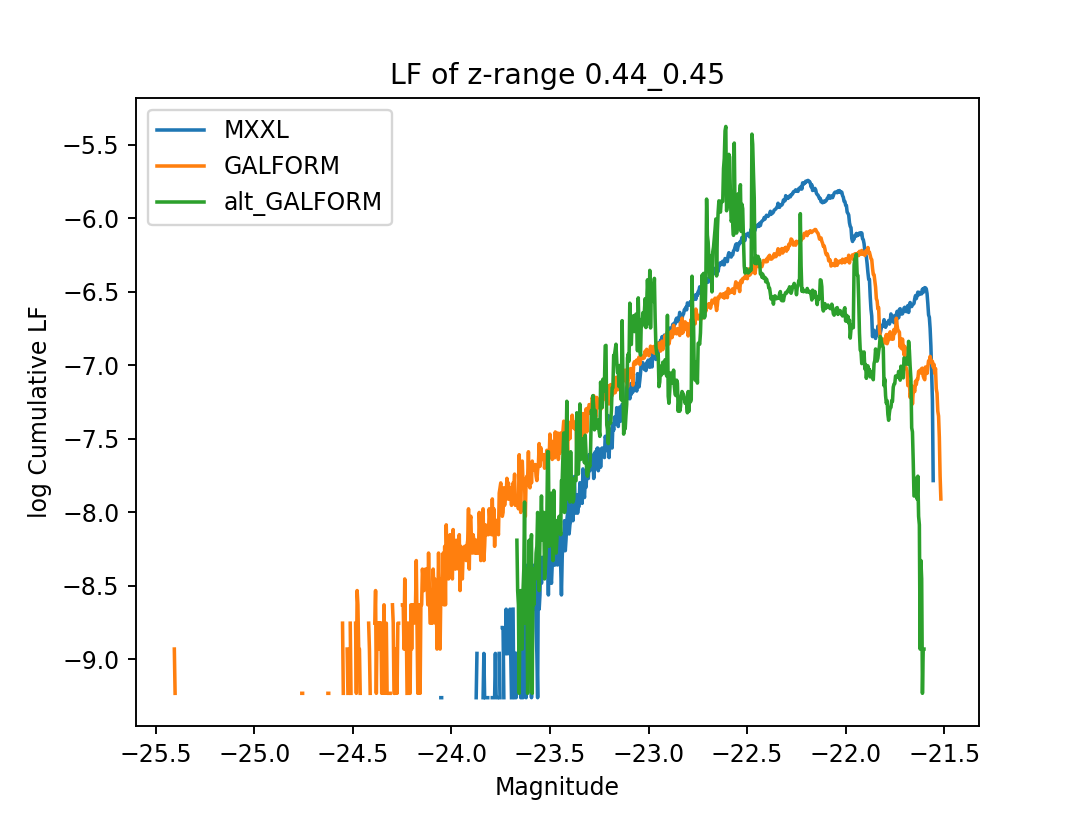 LF of z-range 0.44_0.45
MXXL
GALFORM
alt_GALFORM
−5.5
−6.0
−6.5
−7.0
−7.5
−8.0
−8.5
−9.0
log Cumulative LF
−25.5 −25.0 −24.5 −24.0 −23.5 −23.0 −22.5 −22.0 −21.5
Magnitude